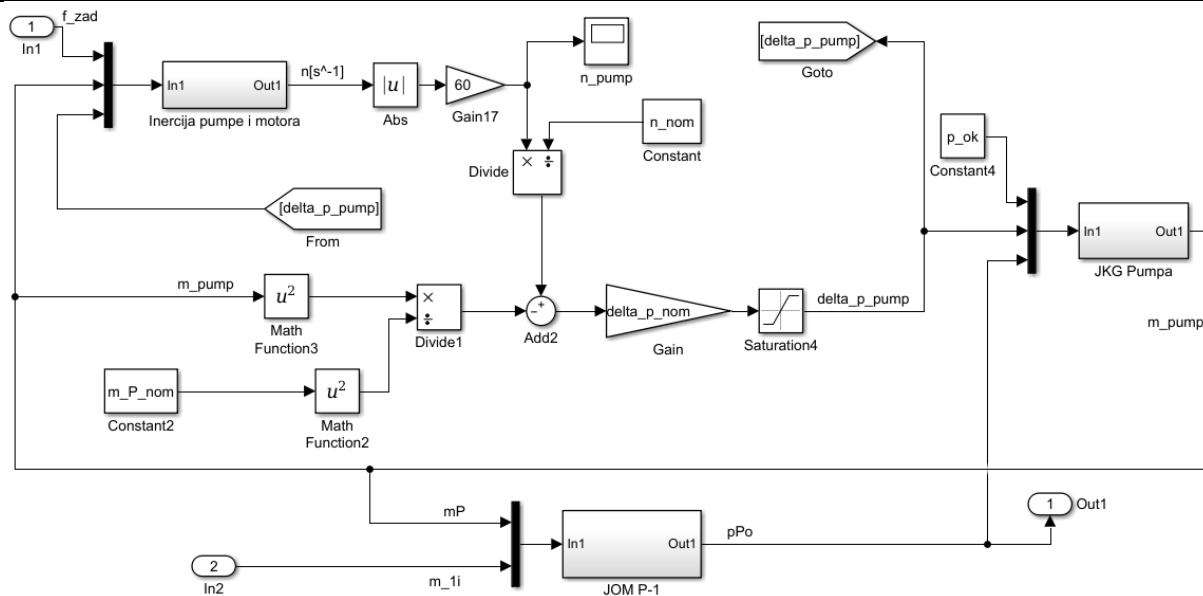 1
In1
f_zad
In1
Out1
Inercija pumpe i motora
n[s^-1]
|u|
Abs
60
Gain17
n_pump
n_nom
Constant
× ÷
Divide
[delta_p_pump]
Goto
p_ok
Constant4
[delta_p_pump]
From
m_pump
u²
Math
Function3
×
÷
Divide1
- +
Add2
delta_p_nom
Gain
Saturation4
delta_p_pump
In1
Out1
JKG Pumpa
m_pump
m_P_nom
Constant2
u²
Math
Function2
mP
2
In2
m_1i
In1
Out1
JOM P-1
pPo
1
Out1